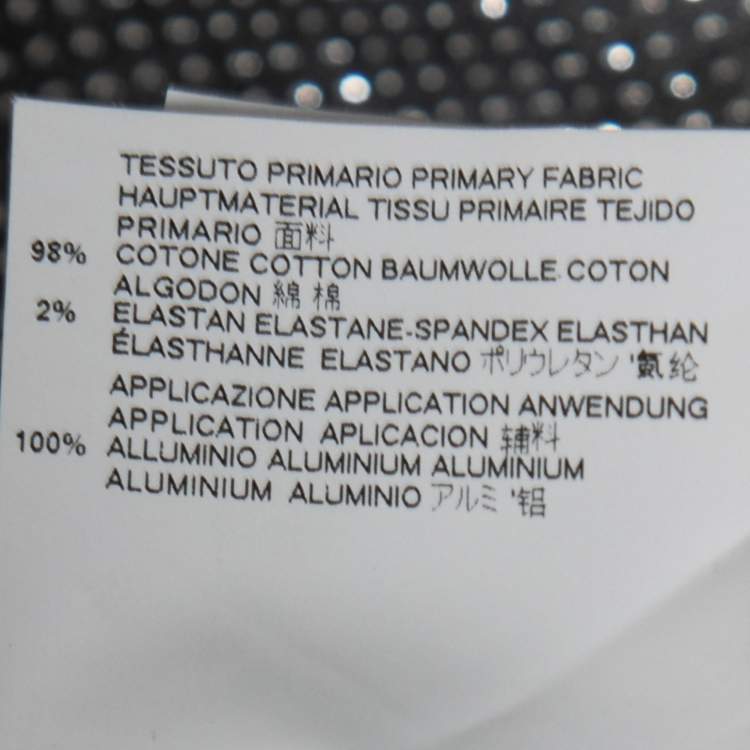 TESSUTO PRIMARIO PRIMARY FABRIC
HAUPTMATERIAL TISSU PRIMAIRE TEJIDO
PRIMARIO 面料
98% COTONE COTTON BAUMWOLLE COTON
ALGODON 綿 棉
2% ELASTAN ELASTANE-SPANDEX ELASTHAN
ÉLASTHANNE ELASTANO ポリウレタン '氨纶
APPLICAZIONE APPLICATION ANWENDUNG
APPLICATION APLICACION 辅料
100% ALLUMINIO ALUMINIUM ALUMINIUM
ALUMINIUM ALUMINIO アルミ '铝